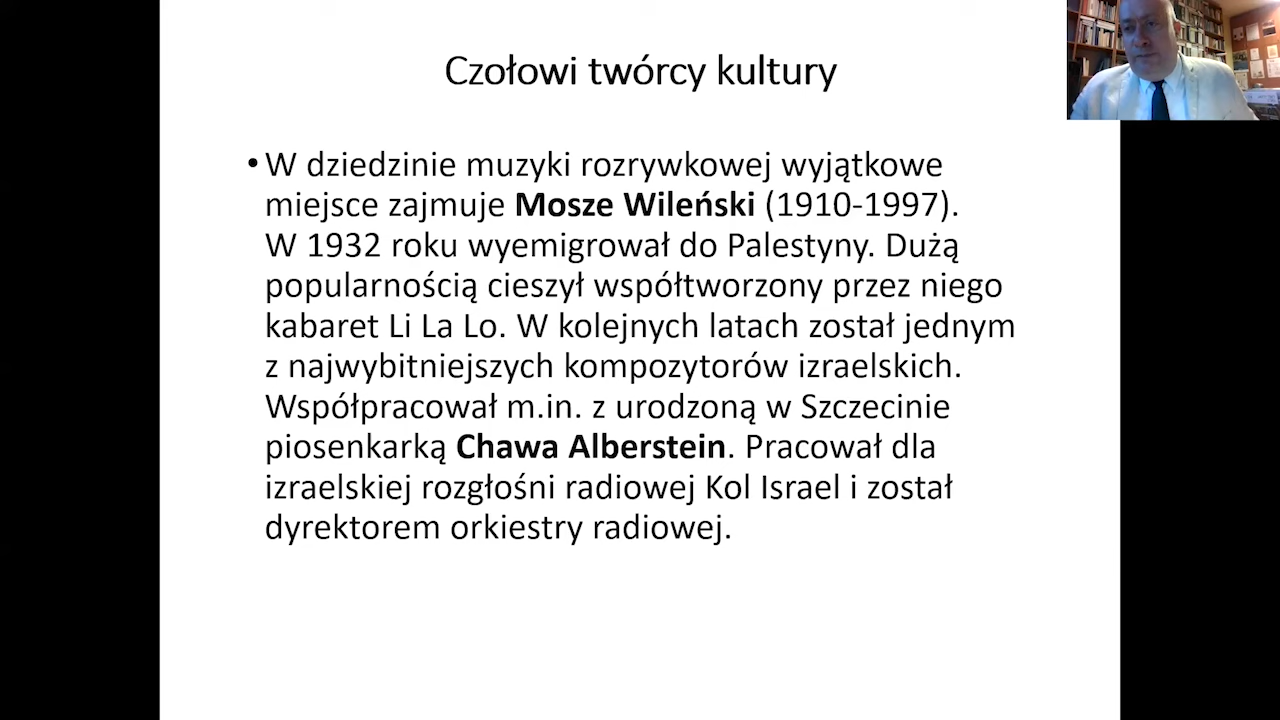 Czołowi twórcy kultury
• W dziedzinie muzyki rozrywkowej wyjątkowe
miejsce zajmuje Mosze Wileński (1910-1997).
W 1932 roku wyemigrował do Palestyny. Dużą
popularnością cieszył współtworzony przez niego
kabaret Li La Lo. W kolejnych latach został jednym
z najwybitniejszych kompozytorów izraelskich.
Współpracował m.in. z urodzoną w Szczecinie
piosenkarką Chawa Alberstein. Pracował dla
izraelskiej rozgłośni radiowej Kol Israel i został
dyrektorem orkiestry radiowej.